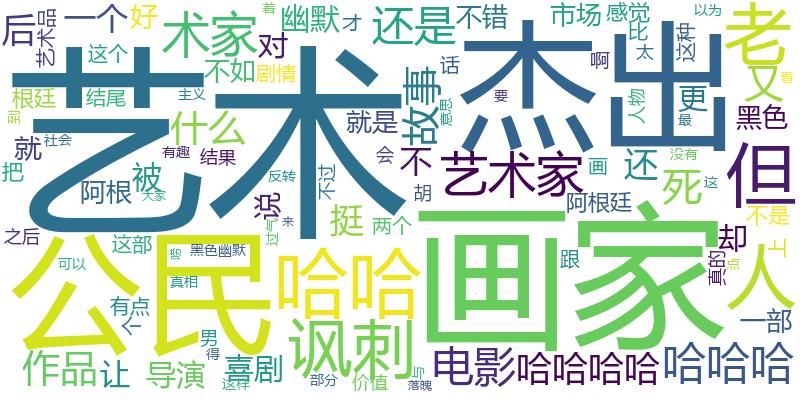 后
一个
好
术家
对
幽默
才
还是
着
不错
市场
感觉
以为
老
艺术品
这个
不如
剧情
话
比
太
这种
根廷
结尾
主义
艺术
故事
意思
啊
杰出
人物
更
又
黑色
到
就
社会
什么
就是
要
最
但
把
有趣
结果
会
不
艺术家
画
还
没有
死
这
阿根
被
大家
说
反转
不过
胡
阿根廷
不是
之后
这部
黑色幽默
过气
来
挺
两个
跟
却
上
真的
点
人
公民
可以
真相
哈哈
画家
有点
个
男
得
讽刺
一部
作品
让
导演
这样
喜剧
部分
价值
与
落魄
电影
哈哈哈哈
哈哈哈
看